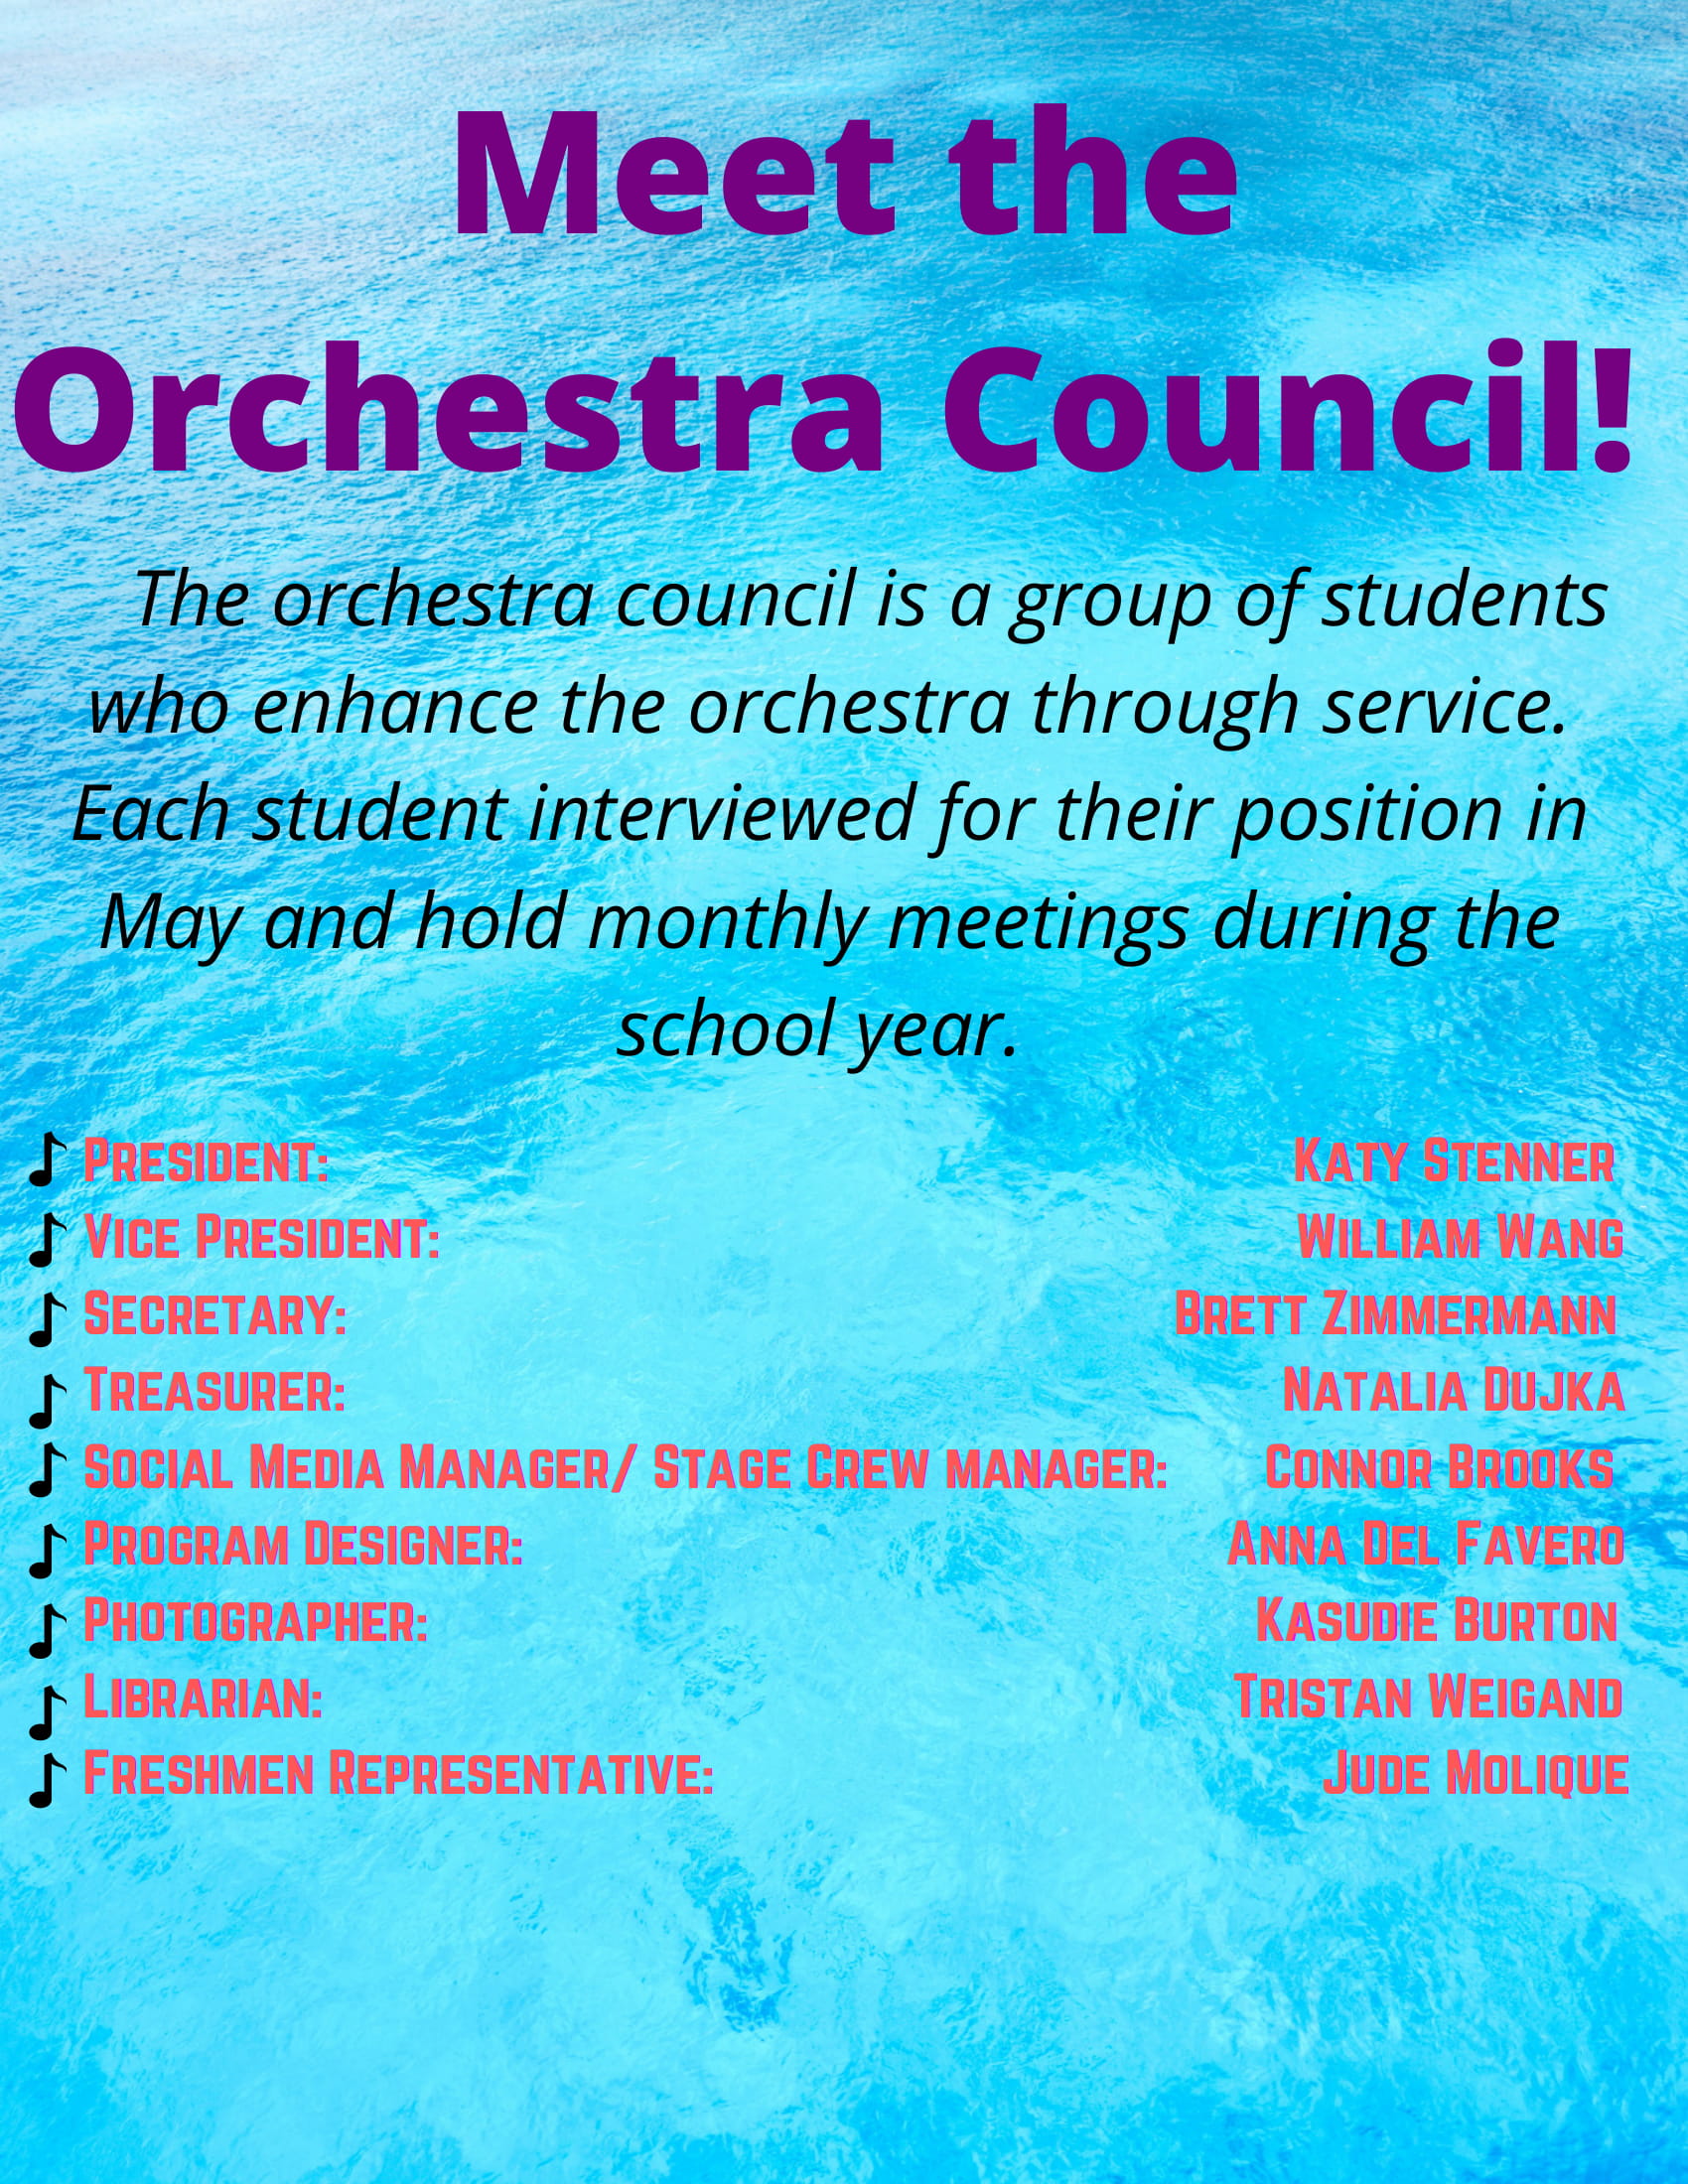 Meet the
Orchestra Council!
The orchestra council is a group of students
who enhance the orchestra through service.
Each student interviewed for their position in
May and hold monthly meetings during the
school year.
President: Katy Stenner
Vice President: William Wang
Secretary: Brett Zimmermann
Treasurer: Natalia Dujka
Social Media Manager/ Stage Crew manager: Connor Brooks
Program Designer: Anna Del Favero
Photographer: Kasudie Burton
Librarian: Tristan Weigand
Freshmen Representative: Jude Molique